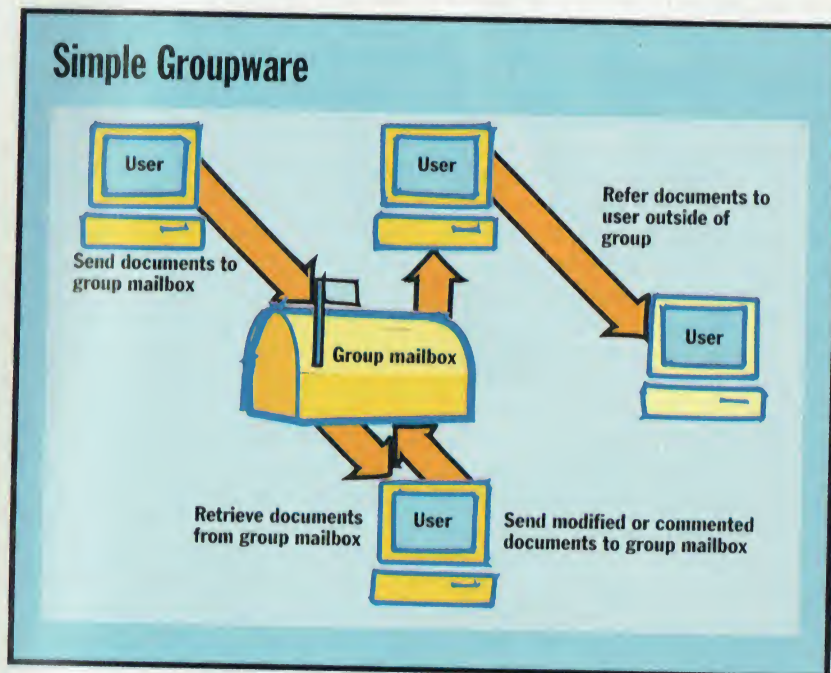 Simple Groupware
User
User
Refer documents to
user outside of
group
Send documents to
group mailbox
Group mailbox
User
Retrieve documents
from group mailbox
User
Send modified or commented
documents to group mailbox